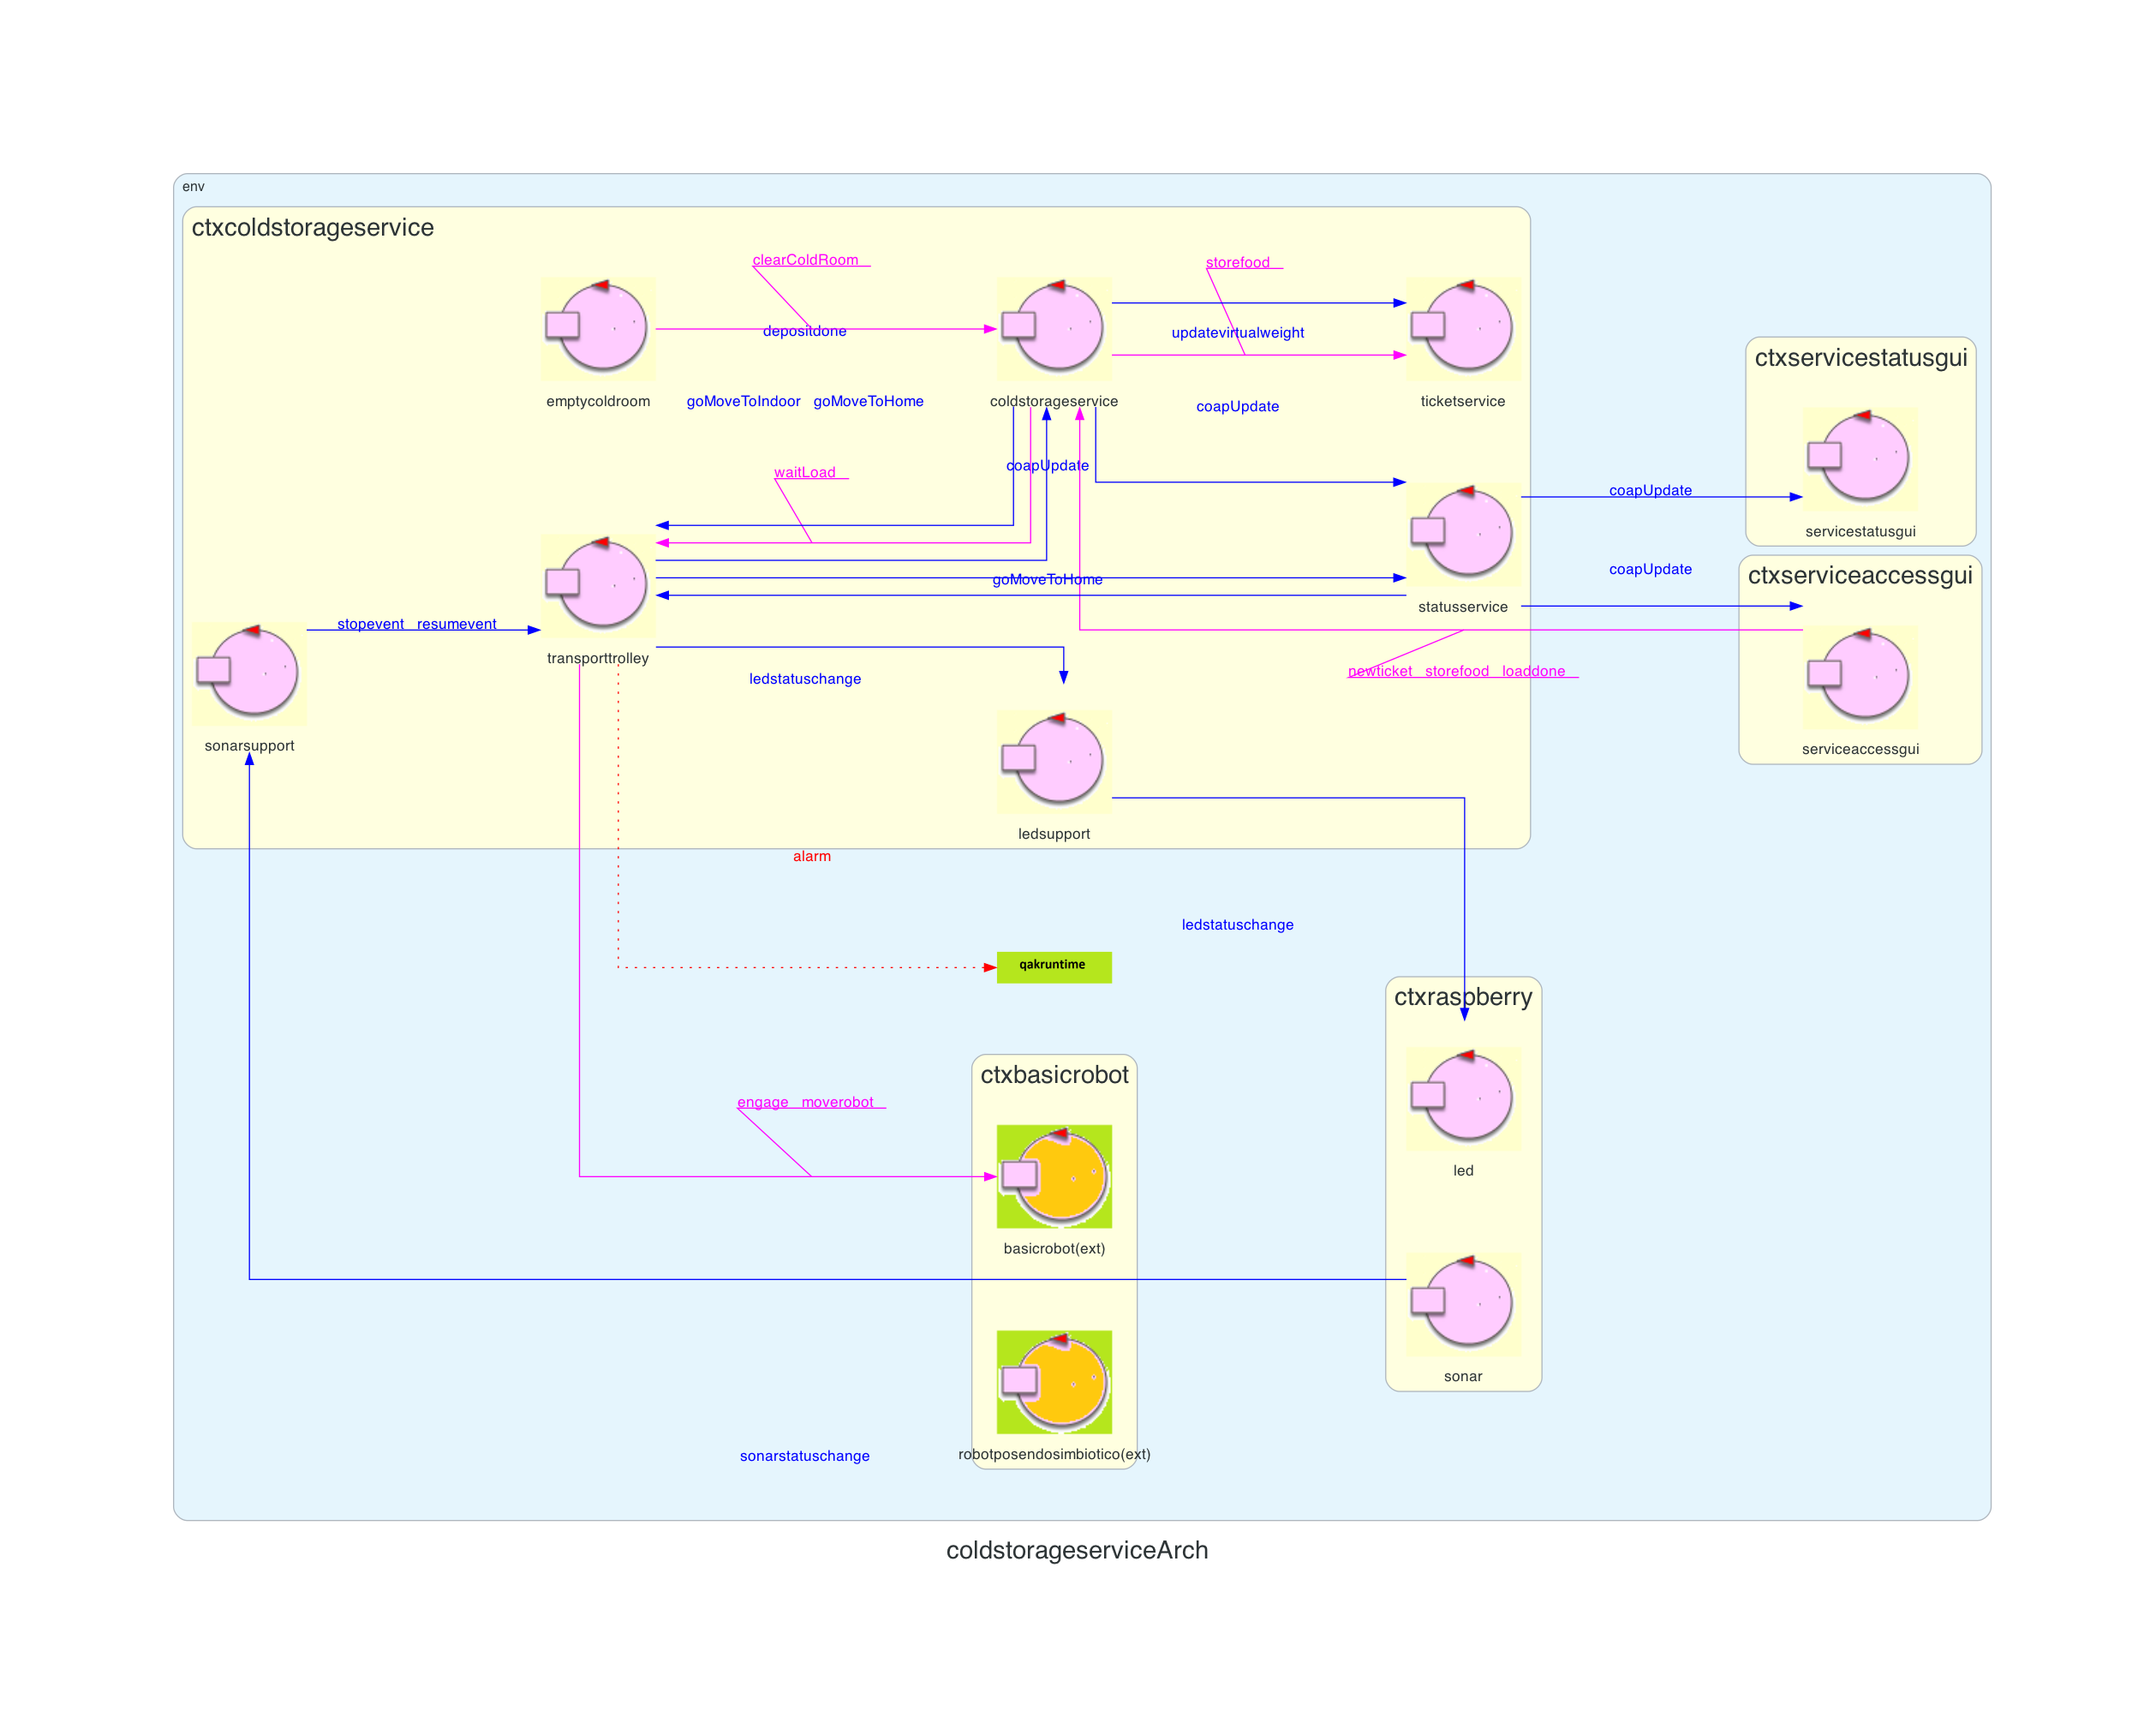 env
ctxcoldstorageservice
clearColdRoom
storefood
depositdone
updatevirtualweight
ctxservicestatusgui
emptycoldroom
goMoveToIndoor goMoveToHome
coldstorageservice
coapUpdate
ticketservice
waitLoad
coapUpdate
coapUpdate
servicestatusgui
coapUpdate
ctxserviceaccessgui
goMoveToHome
statusservice
stopevent resumevent
transporttrolley
ledstatuschange
newticket storefood loaddone
sonarsupport
serviceaccessgui
ledsupport
alarm
ledstatuschange
qakruntime
ctxraspberry
ctxbasicrobot
engage moverobot
led
basicrobot(ext)
sonar
sonarstatuschange
robotposendosimbiotico(ext)
coldstorageserviceArch